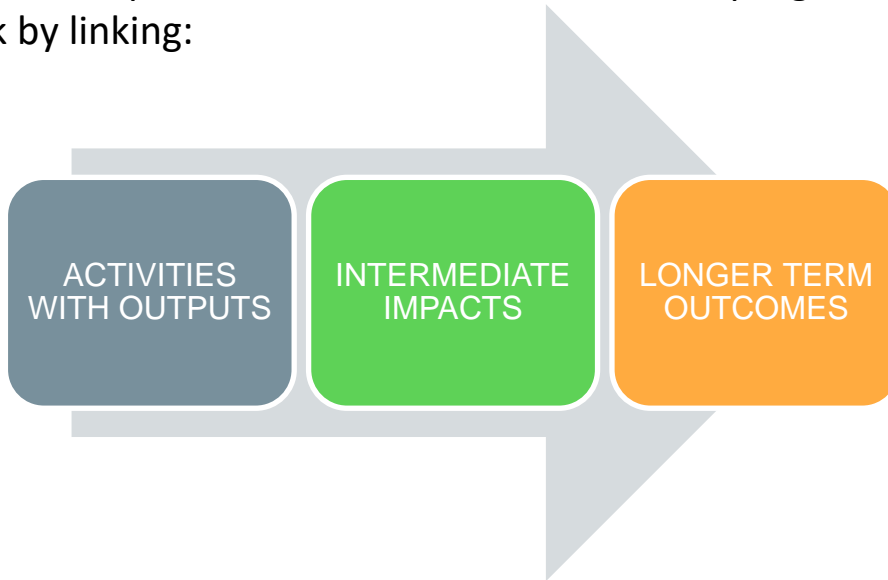 k by linking:
ACTIVITIES
WITH OUTPUTS
INTERMEDIATE
IMPACTS
LONGER TERM
OUTCOMES